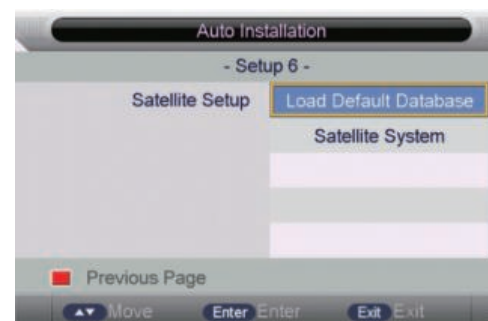 Auto Installation
- Setup 6 -
Satellite Setup Load Default Database
Satellite System
Previous Page
Move Enter Enter Exit Exit